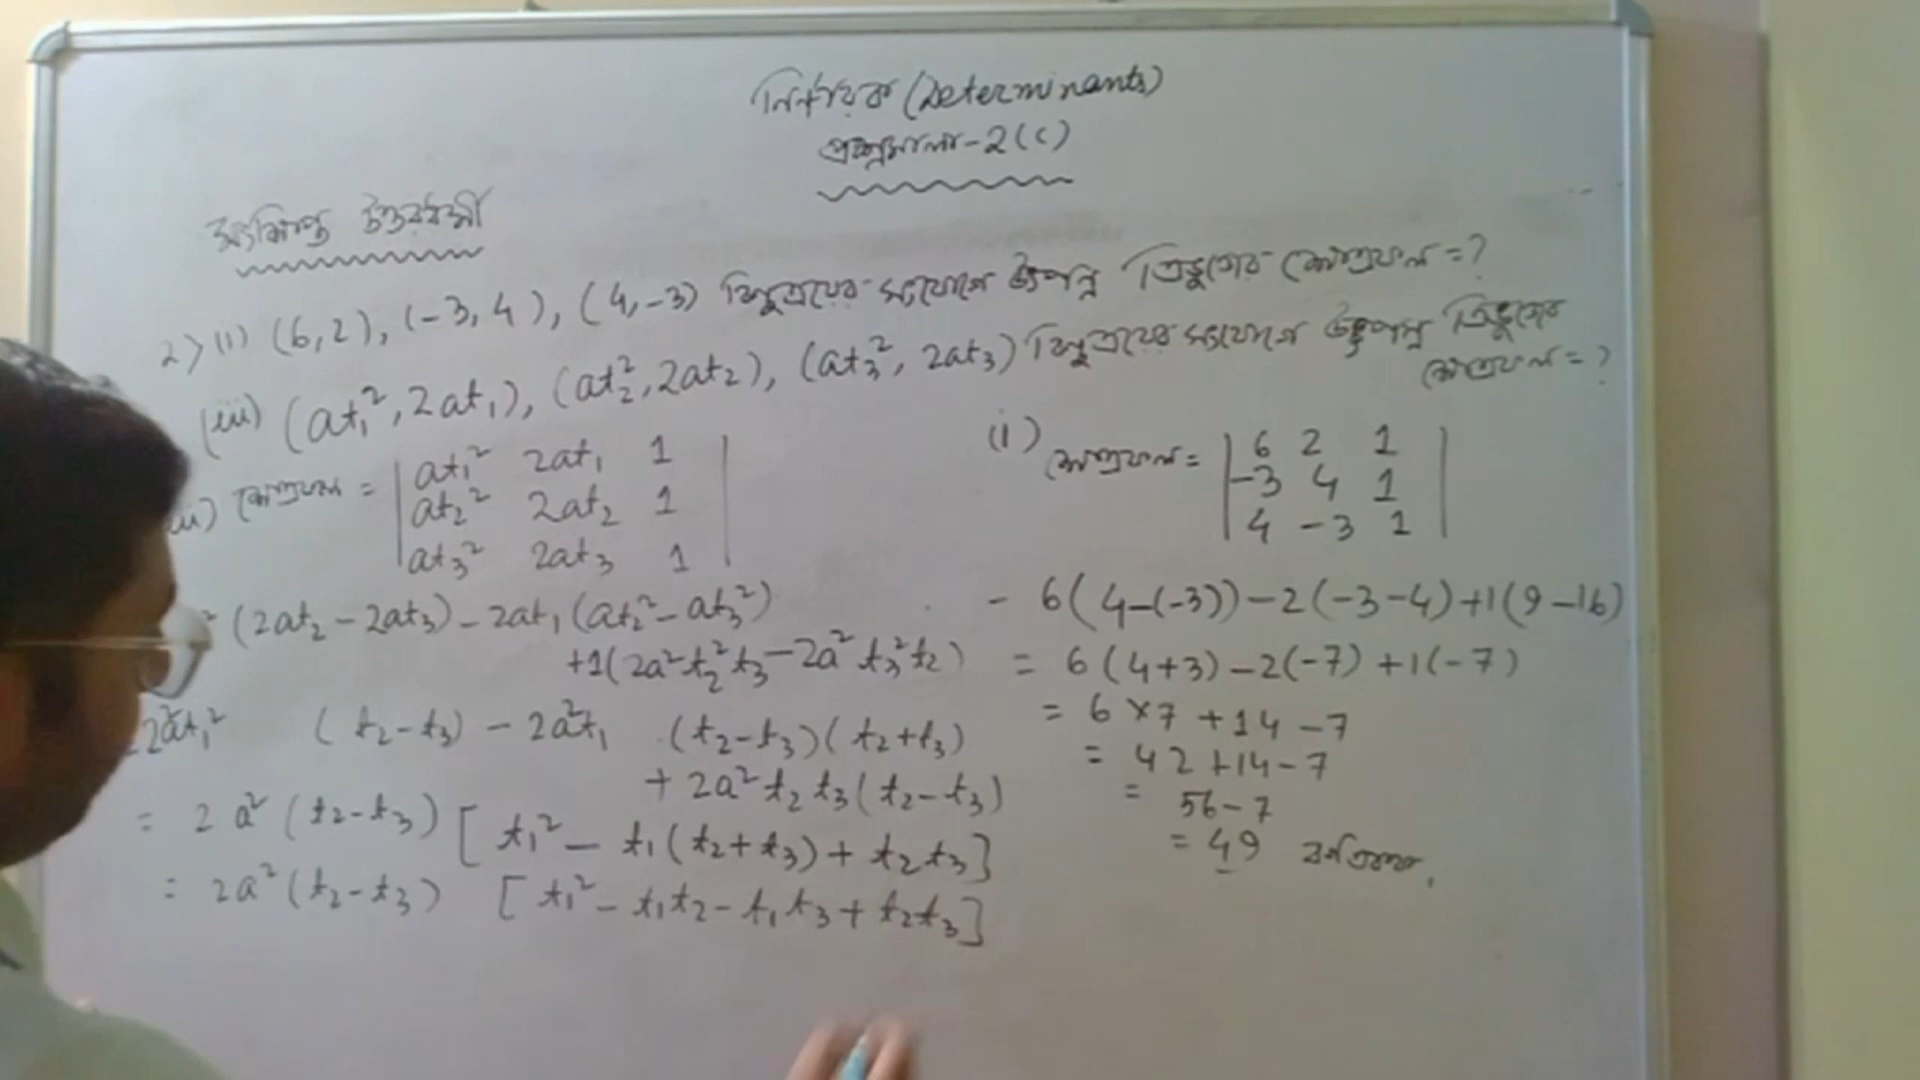 নির্ণায়ক (Determinants)
প্রশ্নমালা-2(C)
অতিসংক্ষিপ্ত উত্তরধর্মী
2) (i) (6, 2), (-3, 4), (4, -3) বিন্দুত্রয়ের সংযোগে উৎপন্ন ত্রিভুজের ক্ষেত্রফল = ?
(iii) (at₁², 2at₁), (at₂², 2at₂), (at₃², 2at₃) বিন্দুত্রয়ের সংযোগে উৎপন্ন ত্রিভুজের
ক্ষেত্রফল = ?
ক্ষেত্রফল = | at₁² 2at₁ 1 |
| at₂² 2at₂ 1 |
| at₃² 2at₃ 1 |
² (2at₂ - 2at₃) - 2at₁ (at₂² - at₃²)
+1(2a²t₂²t₃ - 2a²t₃²t₂)
2a²t₁² (t₂-t₃) - 2a²t₁ (t₂-t₃)(t₂+t₃)
+ 2a²t₂t₃(t₂-t₃)
= 2a²(t₂-t₃) [t₁² - t₁(t₂+t₃) + t₂t₃]
= 2a²(t₂-t₃) [t₁² - t₁t₂ - t₁t₃ + t₂t₃]
(i) ক্ষেত্রফল = | 6 2 1 |
| -3 4 1 |
| 4 -3 1 |
- 6(4-(-3)) - 2(-3-4) + 1(9-16)
= 6(4+3) - 2(-7) + 1(-7)
= 6×7 + 14 - 7
= 42 + 14 - 7
= 56 - 7
= 49 বর্গএকক,